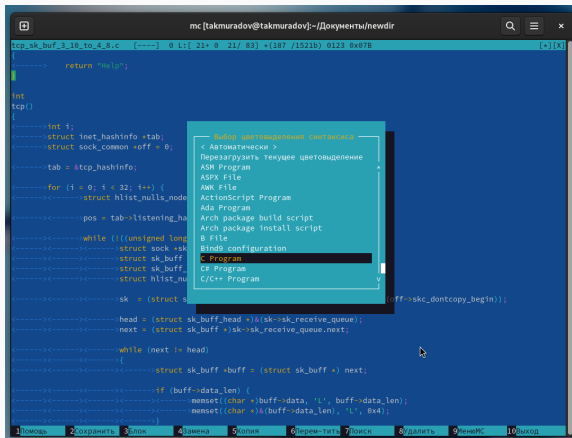 mc [takmuradov@takmuradov]:~/Документы/newdir
tcp_sk_buf_3_10_to_4_8.c [----] 0 L:[ 21+ 0 21/ 83] *(187 /1521b) 0123 0x07B [*][X]
{
return "Help";
}
int
tcp()
{
int i;
struct inet_hashinfo *tab;
struct sock_common *off = 0;
tab = &tcp_hashinfo;
for (i = 0; i < 32; i++) {
struct hlist_nulls_node
pos = tab->listening_ha
while (!((unsigned long
struct sock *sk
struct sk_buff
struct sk_buff_
struct hlist_nu
sk = (struct s (off->skc_dontcopy_begin));
head = (struct sk_buff_head *)&(sk->sk_receive_queue);
next = (struct sk_buff *)sk->sk_receive_queue.next;
while (next != head)
{
struct sk_buff *buff = (struct sk_buff *) next;
if (buff->data_len) {
memset((char *)buff->data, 'L', buff->data_len);
memset((char *)&(buff->data_len), 'L', 0x4);
}
Выбор цветовыделения синтаксиса
< Автоматически >
Перезагрузить текущее цветовыделение
ASM Program
ASPX File
AWK File
ActionScript Program
Ada Program
Arch package build script
Arch package install script
B File
Bind9 configuration
C Program
C# Program
C/C++ Program
1Помощь 2Сохранить 3Блок 4Замена 5Копия 6Перем~тить 7Поиск 8Удалить 9МенюMC 10Выход